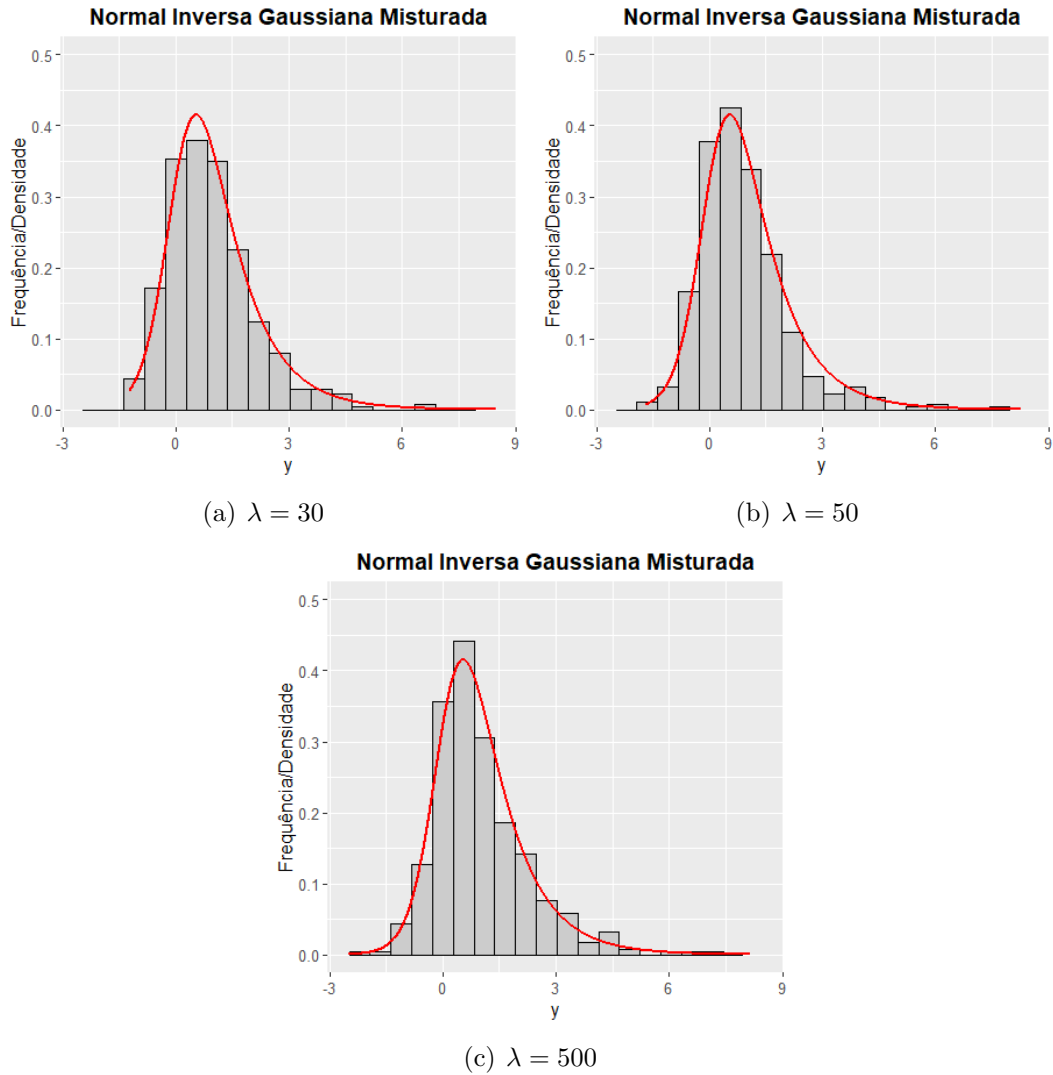 Normal Inversa Gaussiana Misturada
Frequência/Densidade
0.5
0.4
0.3
0.2
0.1
0.0
-3 0 3 6 9
y
(a) λ = 30
Normal Inversa Gaussiana Misturada
Frequência/Densidade
0.5
0.4
0.3
0.2
0.1
0.0
-3 0 3 6 9
y
(b) λ = 50
Normal Inversa Gaussiana Misturada
Frequência/Densidade
0.5
0.4
0.3
0.2
0.1
0.0
-3 0 3 6 9
y
(c) λ = 500